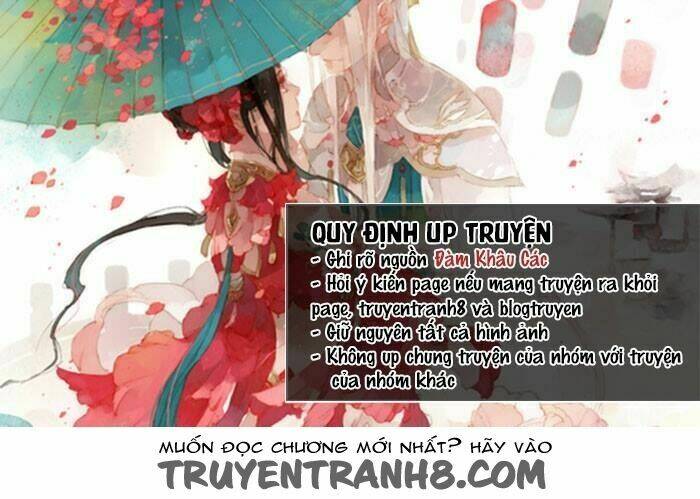 QUY ĐỊNH UP TRUYỆN
- Ghi rõ nguồn Đàm Khâu Các
- Hỏi ý kiến page nếu mang truyện ra khỏi
page, truyentranh8 và blogtruyen
- Giữ nguyên tất cả hình ảnh
- Không up chung truyện của nhóm với truyện
của nhóm khác
MUỐN ĐỌC CHƯƠNG MỚI NHẤT? HÃY VÀO
TRUYENTRANH8.COM